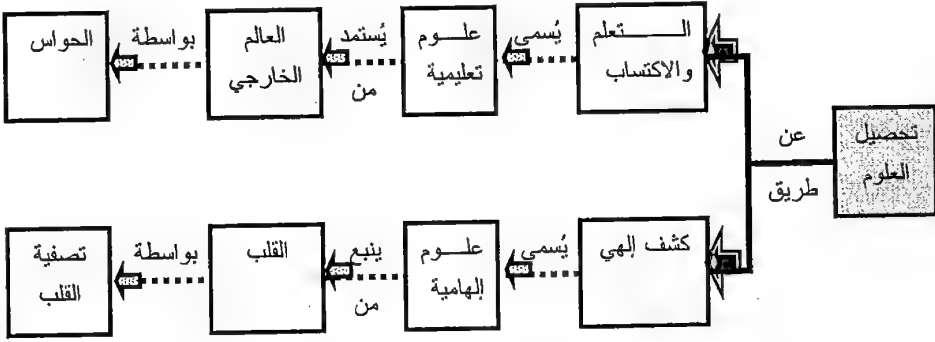 تحصيل
العلوم
عن
طريق
التعلم
والاكتساب
يُسمى
علوم
تعليمية
يُستمد
من
العالم
الخارجي
بواسطة
الحواس
كشف إلهي
يُسمى
علوم
إلهامية
ينبع
من
القلب
بواسطة
تصفية
القلب